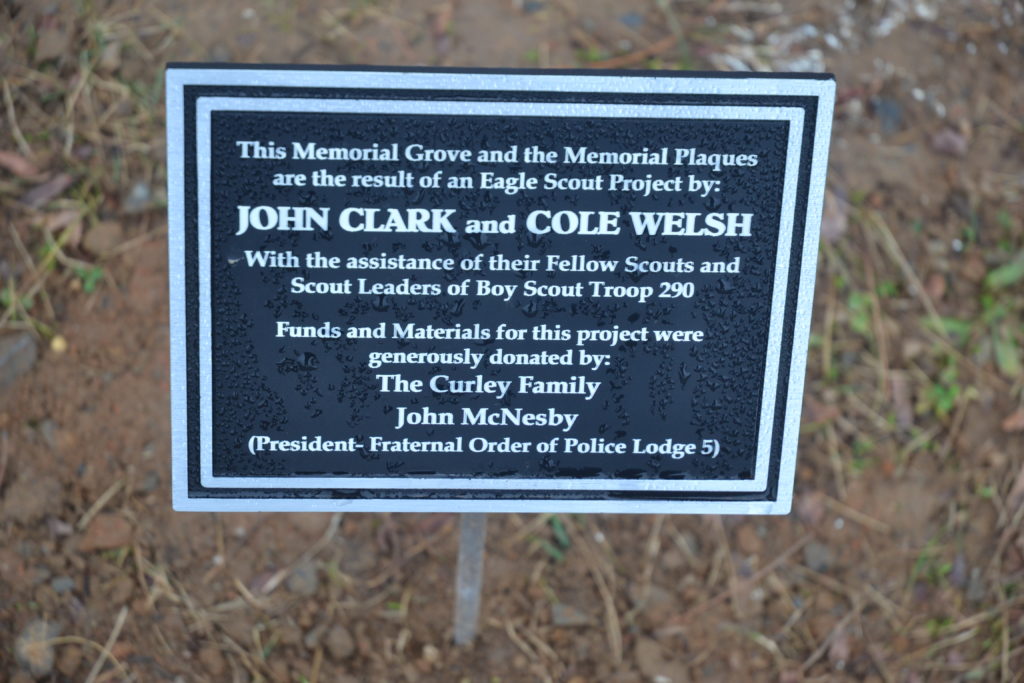 This Memorial Grove and the Memorial Plaques
are the result of an Eagle Scout Project by:
JOHN CLARK and COLE WELSH
With the assistance of their Fellow Scouts and
Scout Leaders of Boy Scout Troop 290
Funds and Materials for this project were
generously donated by:
The Curley Family
John McNesby
(President- Fraternal Order of Police Lodge 5)